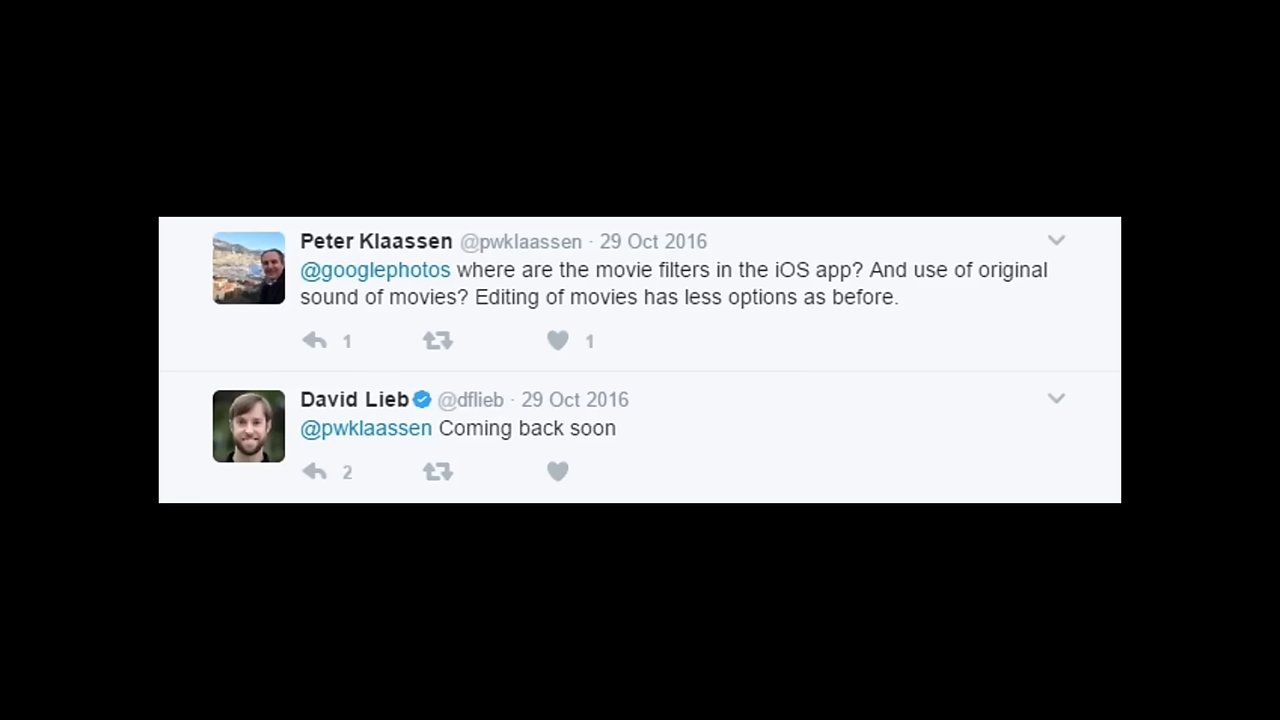 Peter Klaassen @pwklaassen · 29 Oct 2016
@googlephotos where are the movie filters in the iOS app? And use of original
sound of movies? Editing of movies has less options as before.
1 1
David Lieb @dflieb · 29 Oct 2016
@pwklaassen Coming back soon
2